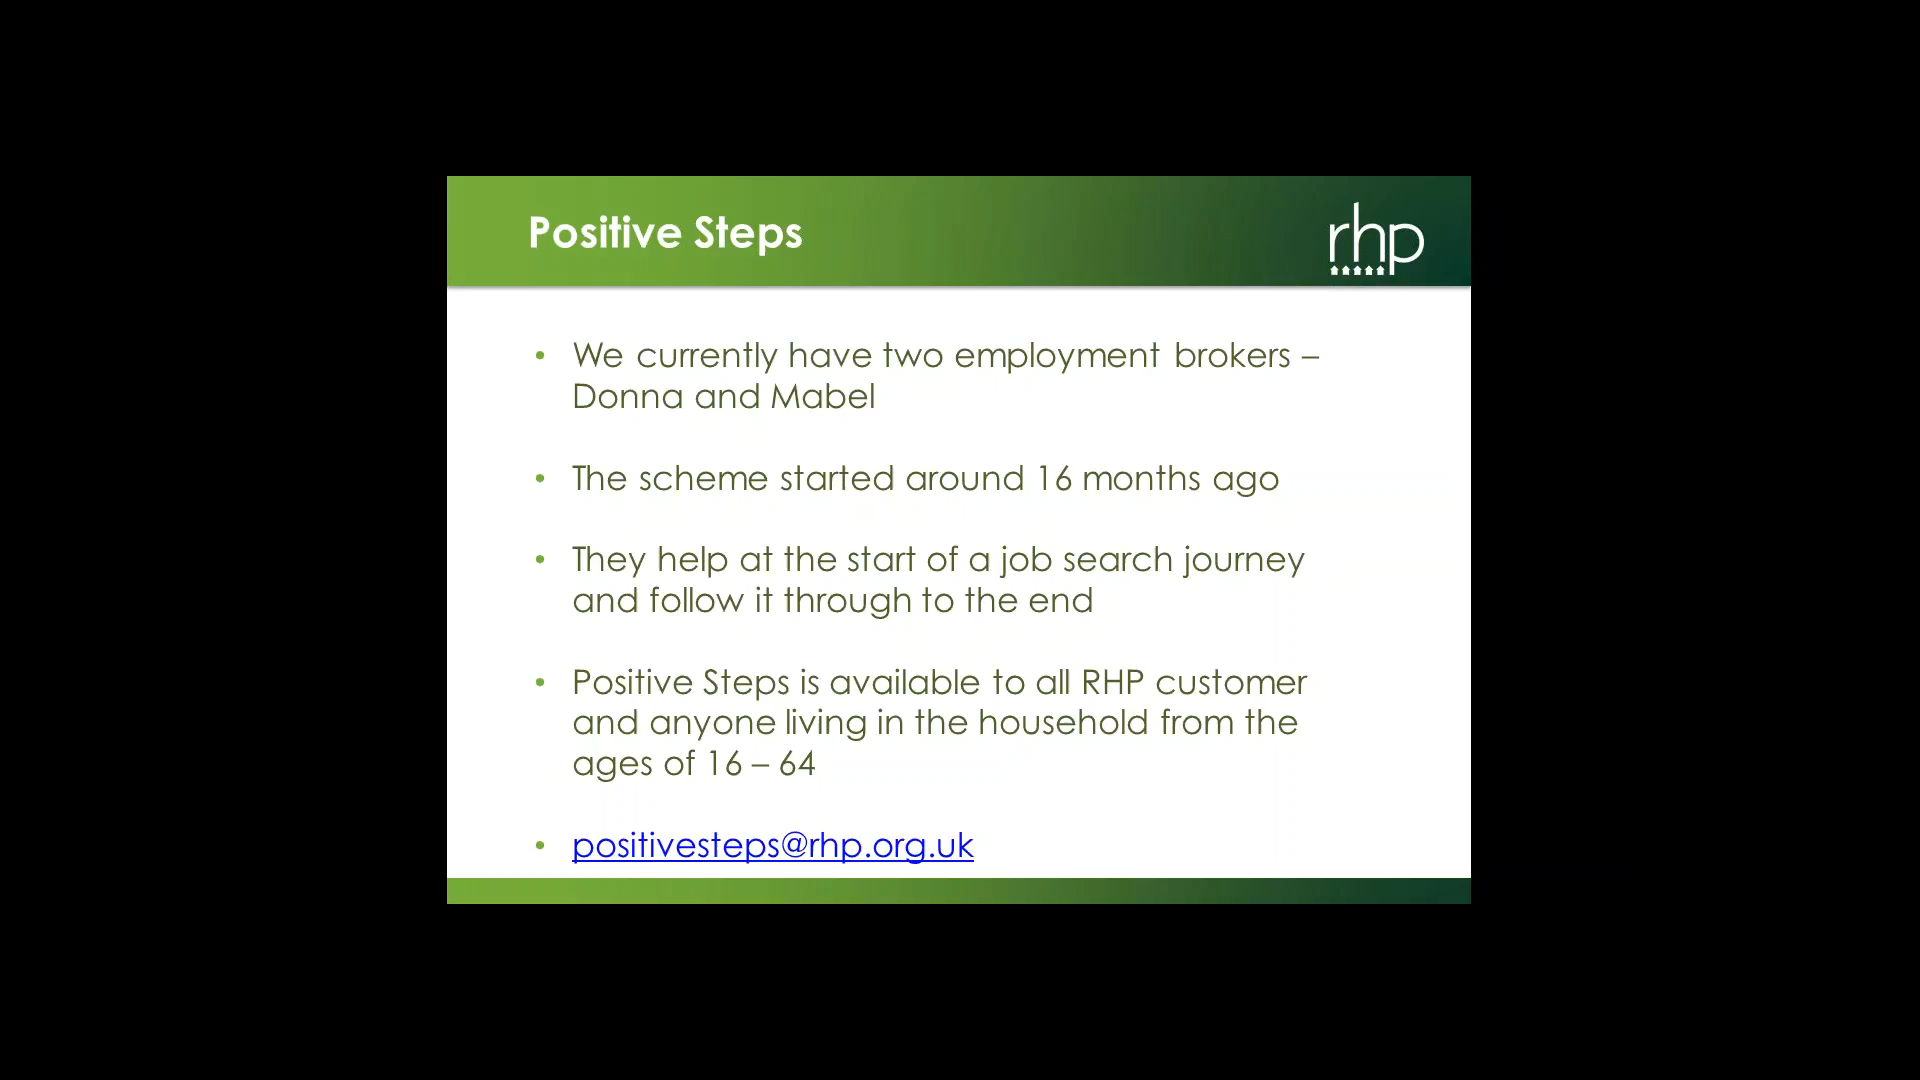 Positive Steps
rhp
• We currently have two employment brokers –
Donna and Mabel
• The scheme started around 16 months ago
• They help at the start of a job search journey
and follow it through to the end
• Positive Steps is available to all RHP customer
and anyone living in the household from the
ages of 16 – 64
• positivesteps@rhp.org.uk